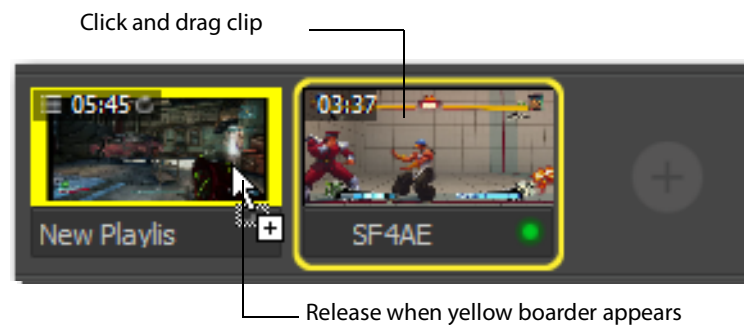 Click and drag clip
05:45
03:37
New Playlis
SF4AE
Release when yellow boarder appears